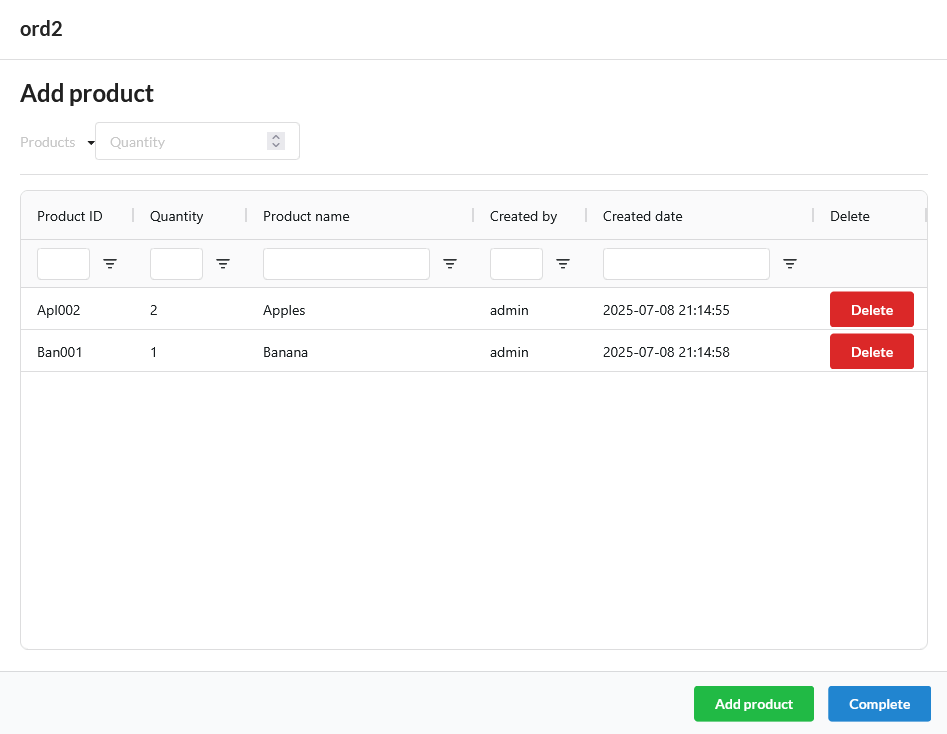 ord2
Add product
Products Quantity
Product ID Quantity Product name Created by Created date Delete
Apl002 2 Apples admin 2025-07-08 21:14:55 Delete
Ban001 1 Banana admin 2025-07-08 21:14:58 Delete
Add product Complete